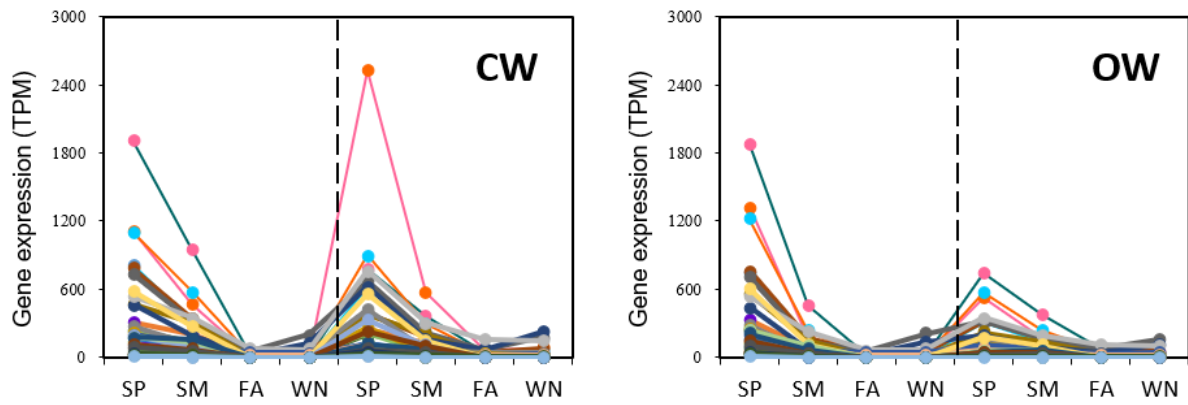 Gene expression (TPM)
3000
2400
1800
1200
600
0
CW
SP SM FA WN SP SM FA WN
Gene expression (TPM)
3000
2400
1800
1200
600
0
OW
SP SM FA WN SP SM FA WN